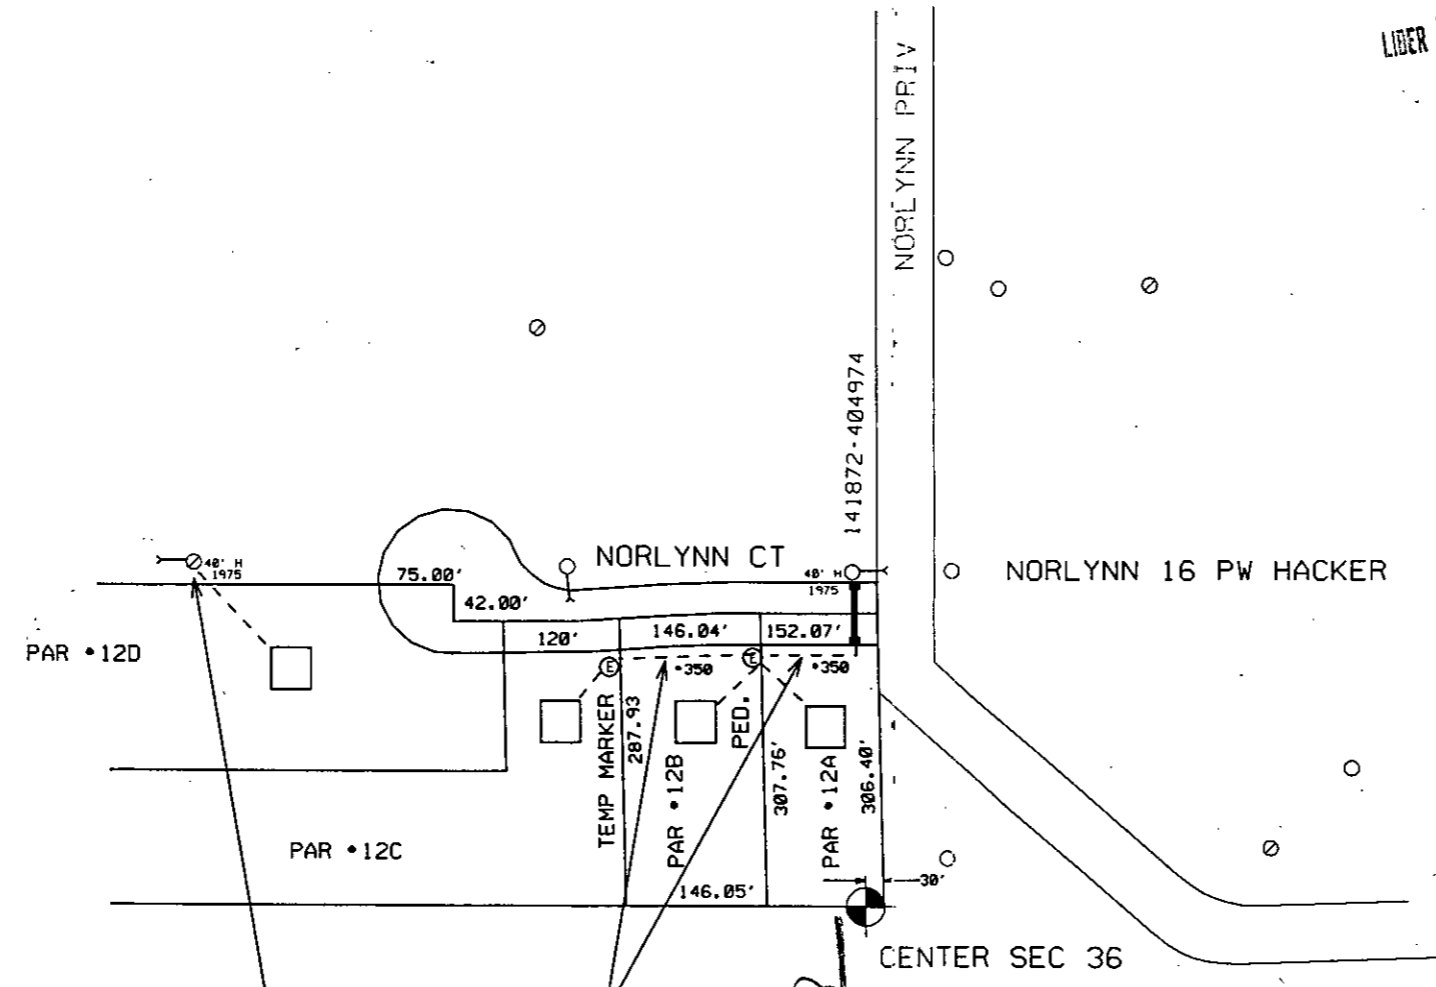 LIBER
NORLYNN PRIV
141872-404974
NORLYNN CT
40' H
1975
75.00'
42.00'
40' H
1975
NORLYNN 16 PW HACKER
120'
146.04'
152.07'
PAR •12D
E
E
•350
•350
TEMP MARKER
287.93
PAR •12B
PED.
307.76'
PAR •12A
306.40'
PAR •12C
146.05'
30'
CENTER SEC 36